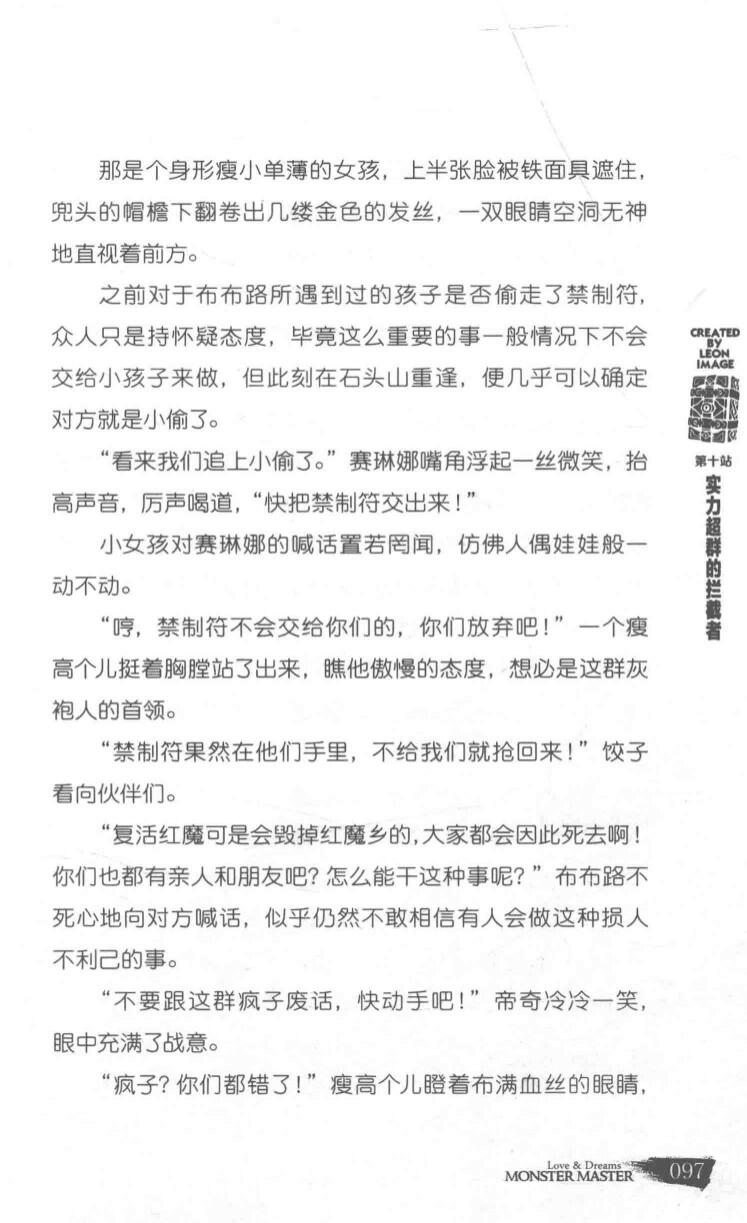 那是个身形瘦小单薄的女孩，上半张脸被铁面具遮住，
兜头的帽檐下翻卷出几缕金色的发丝，一双眼睛空洞无神
地直视着前方。
之前对于布布路所遇到过的孩子是否偷走了禁制符，
众人只是持怀疑态度，毕竟这么重要的事一般情况下不会
交给小孩子来做，但此刻在石头山重逢，便几乎可以确定
对方就是小偷了。
“看来我们追上小偷了。”赛琳娜嘴角浮起一丝微笑，抬
高声音，厉声喝道，“快把禁制符交出来！”
小女孩对赛琳娜的喊话置若罔闻，仿佛人偶娃娃般一
动不动。
“哼，禁制符不会交给你们的，你们放弃吧！”一个瘦
高个儿挺着胸膛站了出来，瞧他傲慢的态度，想必是这群灰
袍人的首领。
“禁制符果然在他们手里，不给我们就抢回来！”饺子
看向伙伴们。
“复活红魔可是会毁掉红魔乡的，大家都会因此死去啊！
你们也都有亲人和朋友吧？怎么能干这种事呢？”布布路不
死心地向对方喊话，似乎仍然不敢相信有人会做这种损人
不利己的事。
“不要跟这群疯子废话，快动手吧！”帝奇冷冷一笑，
眼中充满了战意。
“疯子？你们都错了！”瘦高个儿瞪着布满血丝的眼睛，
CREATED
BY
LEON
IMAGE
第十站
实力超群的拦截者
Love & Dreams
MONSTER MASTER
097